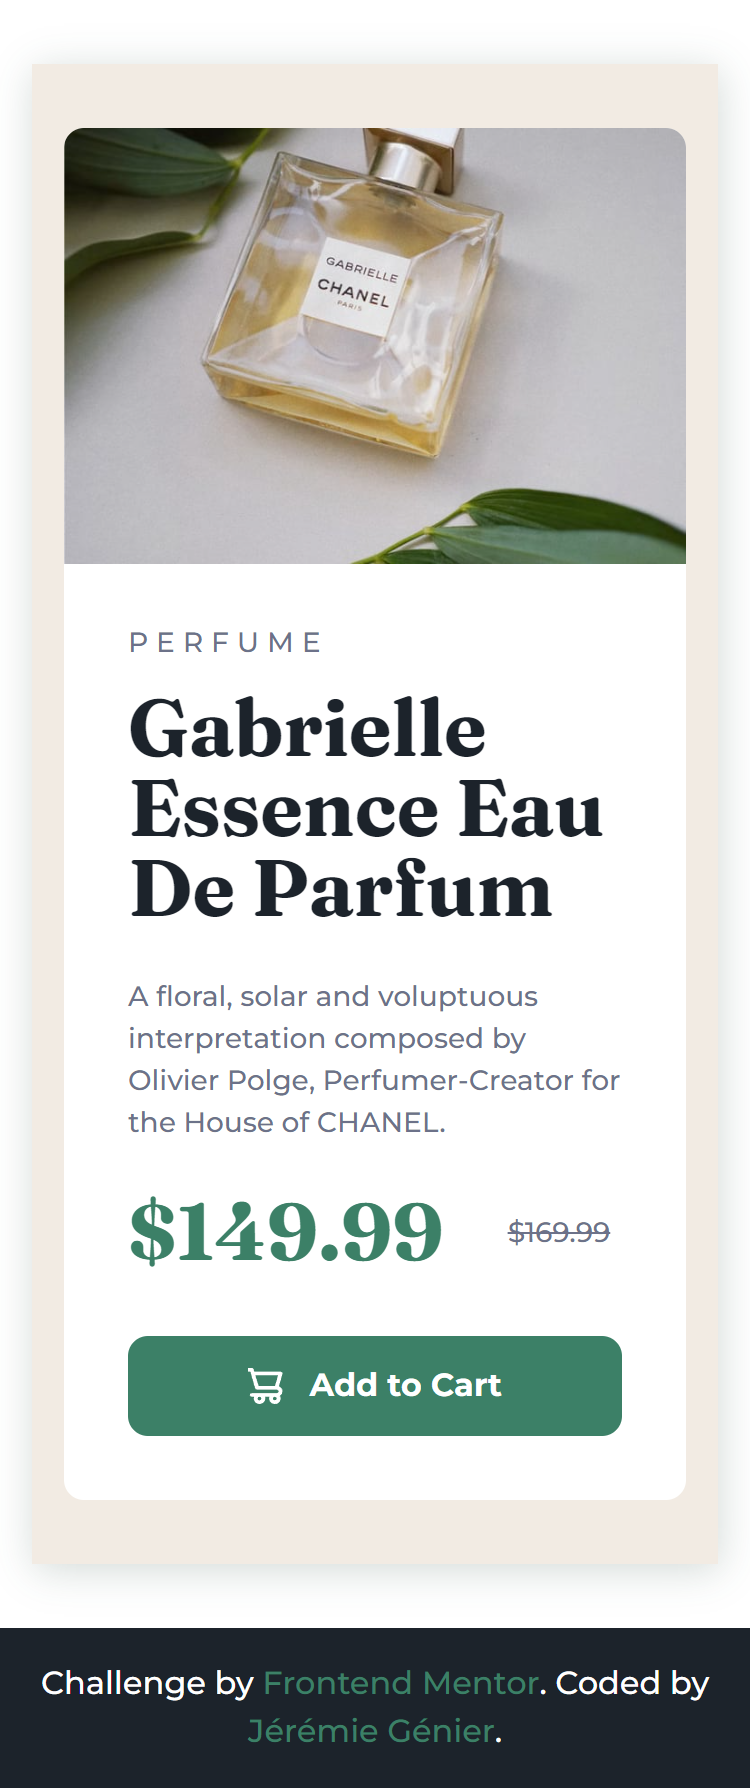 GABRIELLE
CHANEL
PARIS
PERFUME
Gabrielle
Essence Eau
De Parfum
A floral, solar and voluptuous
interpretation composed by
Olivier Polge, Perfumer-Creator for
the House of CHANEL.
$149.99 $169.99
Add to Cart
Challenge by Frontend Mentor. Coded by
Jérémie Génier.